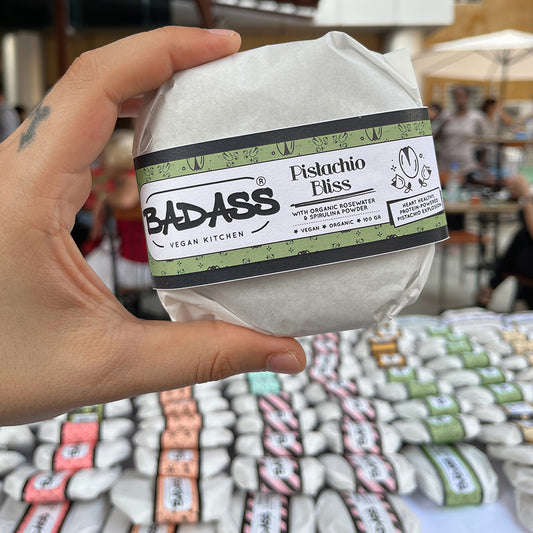 BADASS®
VEGAN KITCHEN
Pistachio
Bliss
WITH ORGANIC ROSEWATER
& SPIRULINA POWDER
★ VEGAN ★ ORGANIC ★ 100 GR
HEART HEALTHY,
PROTEIN-POWERED
PISTACHIO EXPLOSION